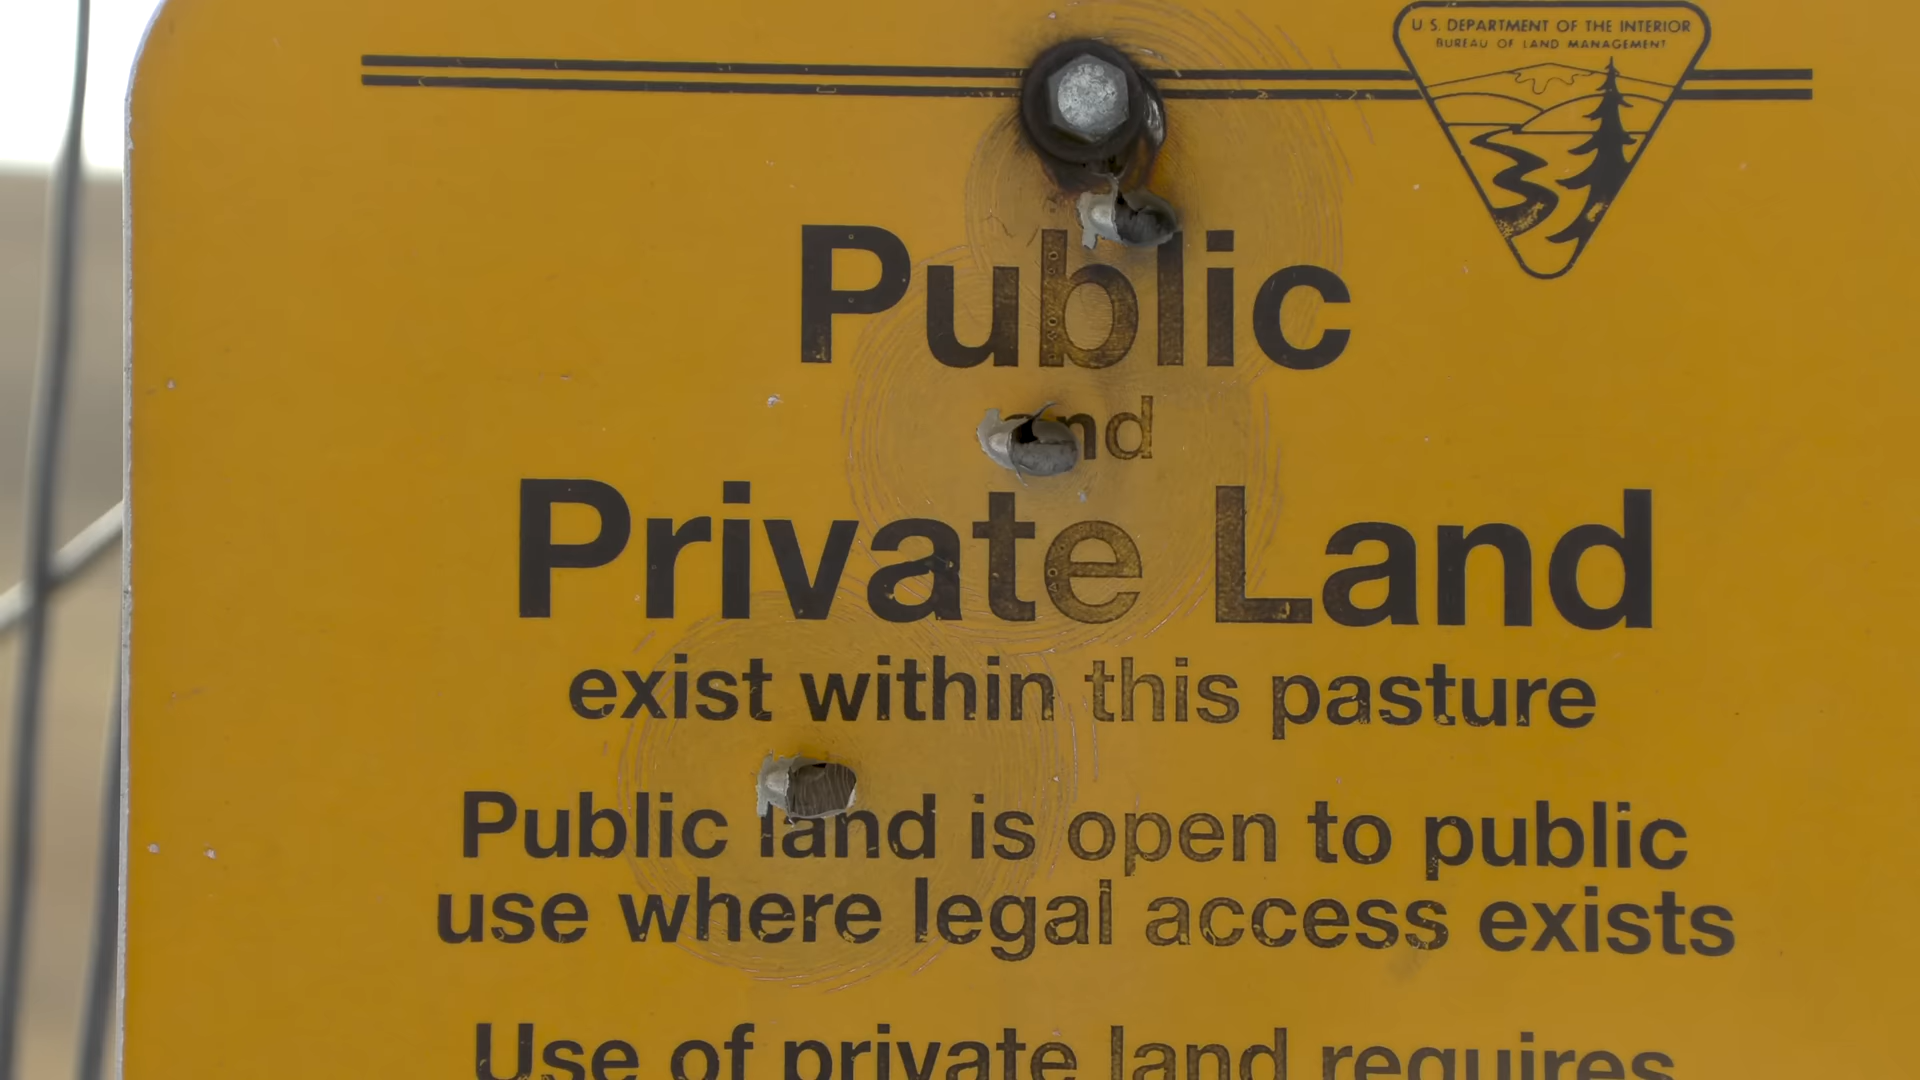 U.S. DEPARTMENT OF THE INTERIOR
BUREAU OF LAND MANAGEMENT
Public
and
Private Land
exist within this pasture
Public land is open to public
use where legal access exists
Use of private land requires